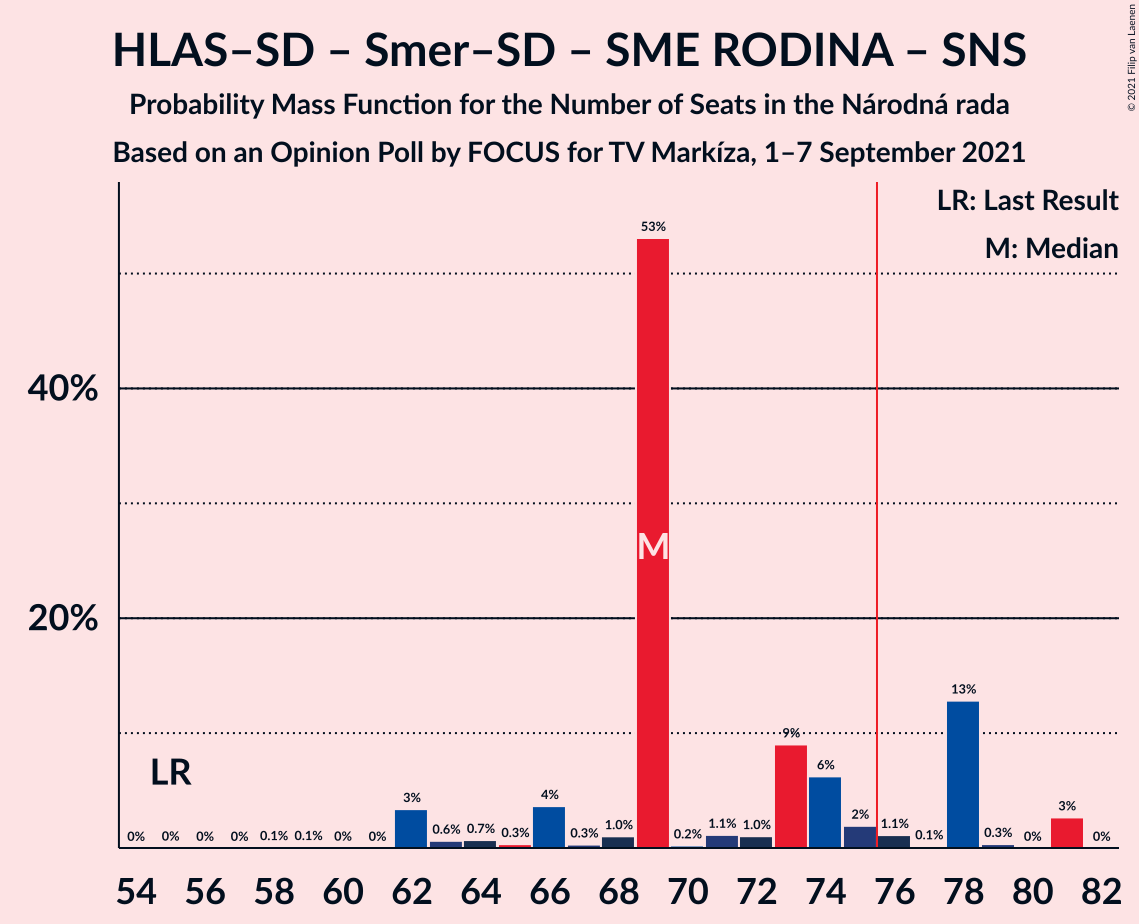 HLAS–SD – Smer–SD – SME RODINA – SNS
Probability Mass Function for the Number of Seats in the Národná rada
Based on an Opinion Poll by FOCUS for TV Markíza, 1–7 September 2021
© 2021 Filip van Laenen
LR: Last Result
M: Median
53%
40%
M
20%
13%
9%
LR
6%
3% 4% 2% 3%
0% 0% 0% 0% 0.1% 0.1% 0% 0% 0.6% 0.7% 0.3% 0.3% 1.0% 0.2% 1.1% 1.0% 1.1% 0.1% 0.3% 0% 0%
54 56 58 60 62 64 66 68 70 72 74 76 78 80 82